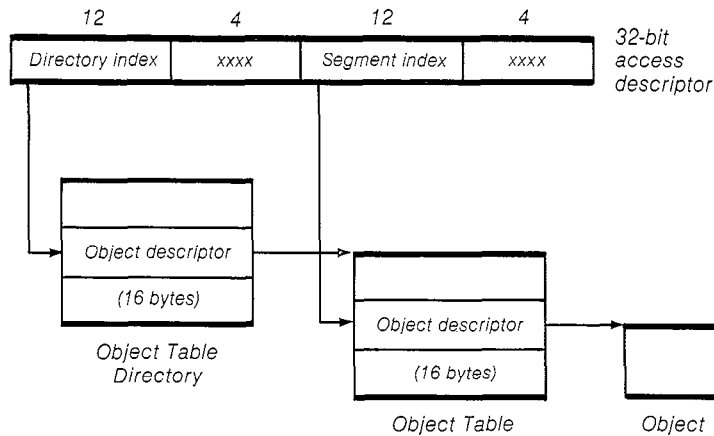 12 4 12 4
Directory index xxxx Segment index xxxx
32-bit
access
descriptor
Object descriptor
(16 bytes)
Object Table
Directory
Object descriptor
(16 bytes)
Object Table
Object